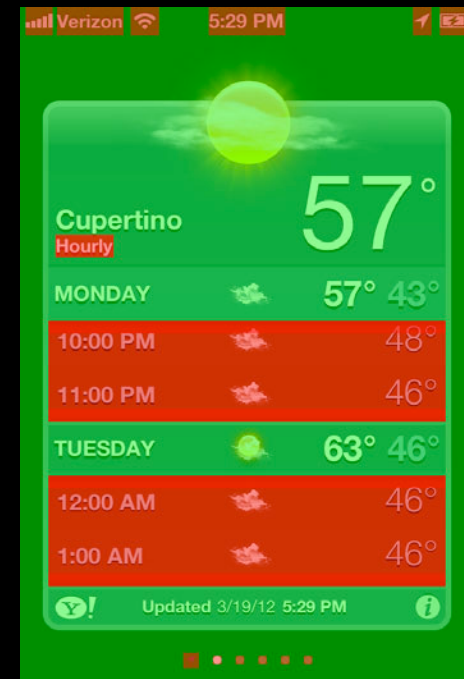 Verizon 5:29 PM
57°
Cupertino
Hourly
MONDAY 57° 43°
10:00 PM 48°
11:00 PM 46°
TUESDAY 63° 46°
12:00 AM 46°
1:00 AM 46°
Y! Updated 3/19/12 5:29 PM i